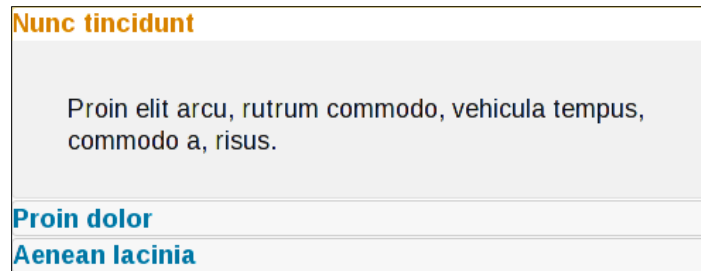 Nunc tincidunt
Proin elit arcu, rutrum commodo, vehicula tempus,
commodo a, risus.
Proin dolor
Aenean lacinia